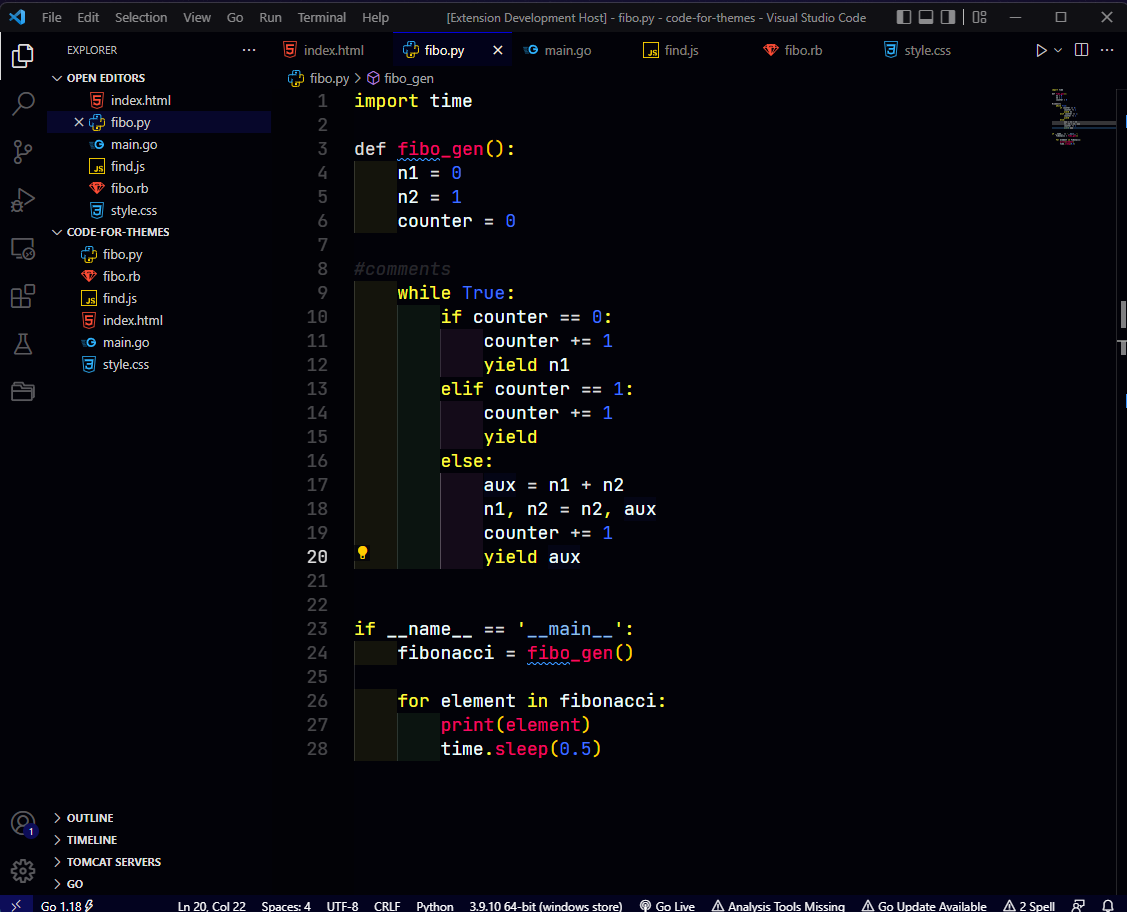 File Edit Selection View Go Run Terminal Help [Extension Development Host] - fibo.py - code-for-themes - Visual Studio Code
EXPLORER
OPEN EDITORS
index.html
fibo.py
main.go
find.js
fibo.rb
style.css
CODE-FOR-THEMES
fibo.py
fibo.rb
find.js
index.html
main.go
style.css
OUTLINE
TIMELINE
TOMCAT SERVERS
GO
1
index.html fibo.py main.go find.js fibo.rb style.css
fibo.py > fibo_gen
1 import time
2
3 def fibo_gen():
4     n1 = 0
5     n2 = 1
6     counter = 0
7
8 #comments
9     while True:
10         if counter == 0:
11             counter += 1
12             yield n1
13         elif counter == 1:
14             counter += 1
15             yield
16         else:
17             aux = n1 + n2
18             n1, n2 = n2, aux
19             counter += 1
20             yield aux
21
22
23 if __name__ == '__main__':
24     fibonacci = fibo_gen()
25
26     for element in fibonacci:
27         print(element)
28         time.sleep(0.5)
Go 1.18 Ln 20, Col 22 Spaces: 4 UTF-8 CRLF Python 3.9.10 64-bit (windows store) Go Live Analysis Tools Missing Go Update Available 2 Spell